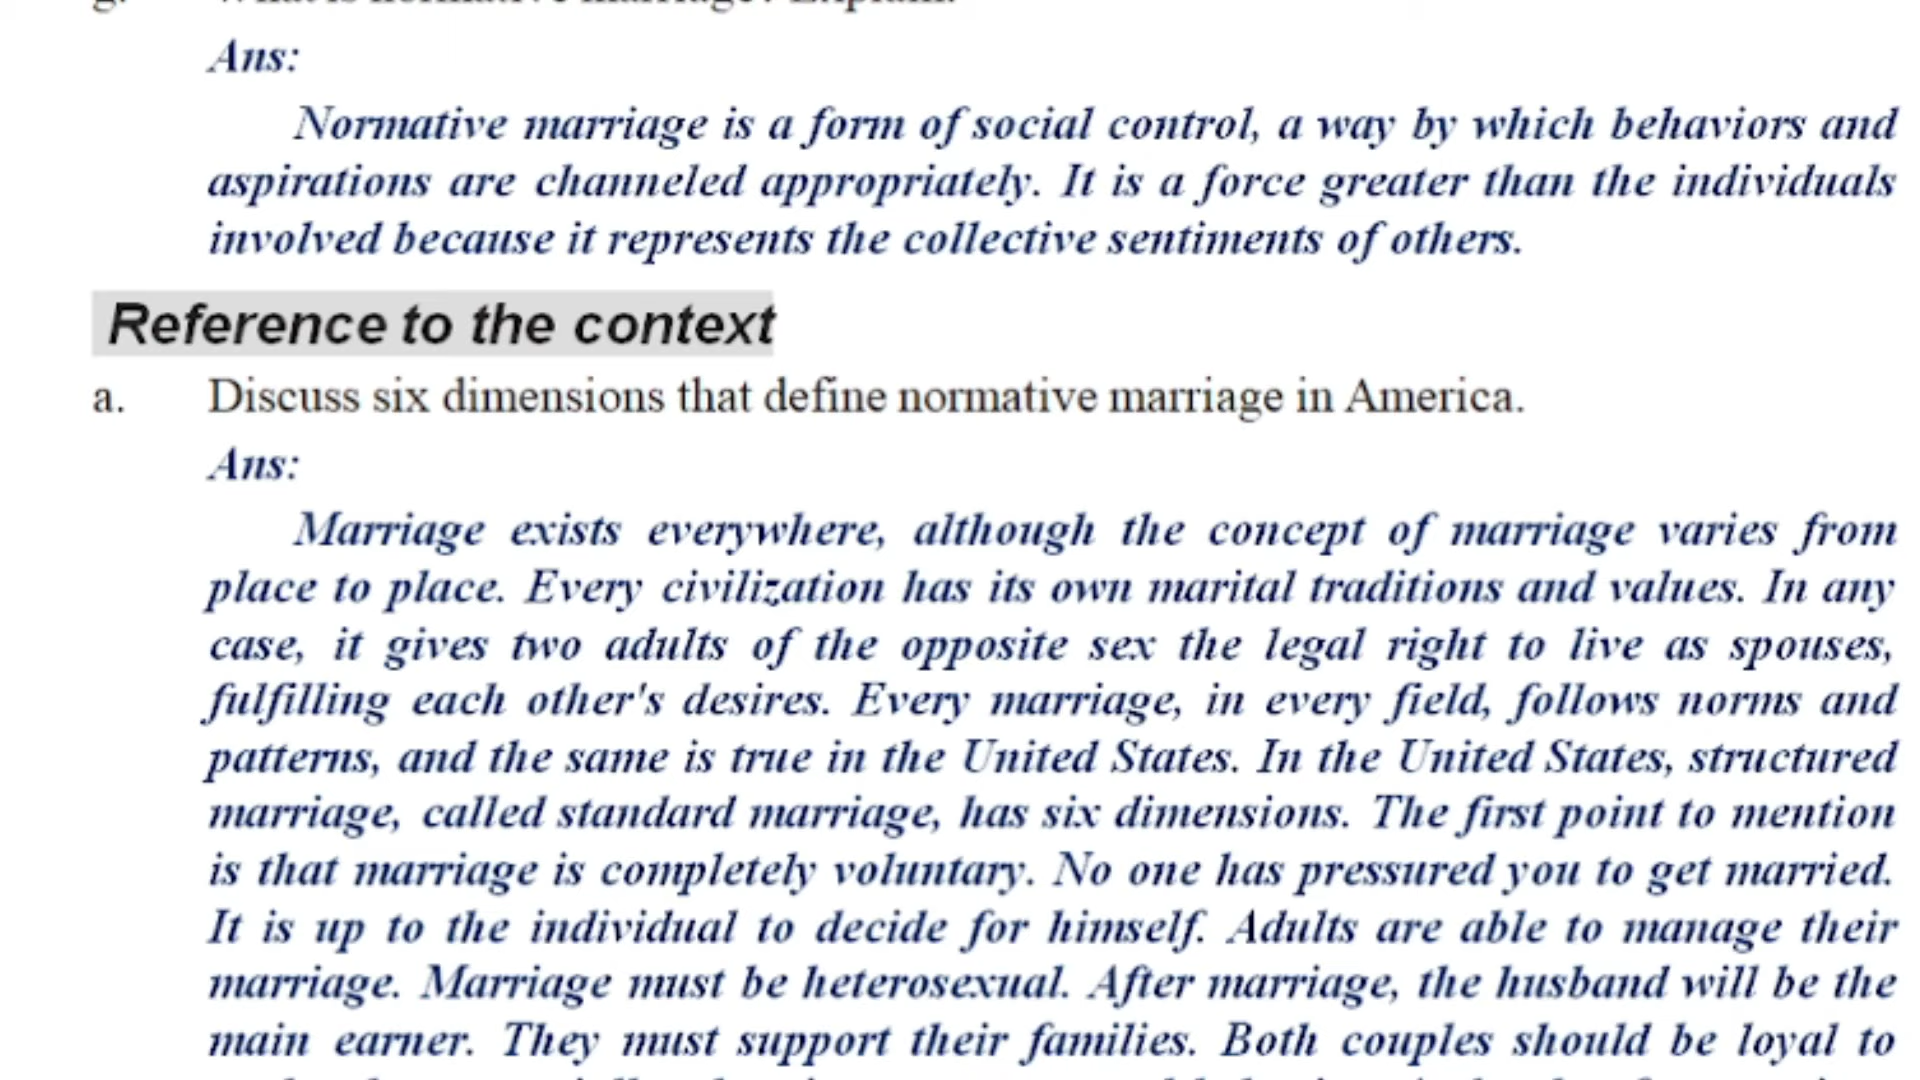 g. What is normative marriage? Explain.
Ans:
Normative marriage is a form of social control, a way by which behaviors and
aspirations are channeled appropriately. It is a force greater than the individuals
involved because it represents the collective sentiments of others.
Reference to the context
a. Discuss six dimensions that define normative marriage in America.
Ans:
Marriage exists everywhere, although the concept of marriage varies from
place to place. Every civilization has its own marital traditions and values. In any
case, it gives two adults of the opposite sex the legal right to live as spouses,
fulfilling each other's desires. Every marriage, in every field, follows norms and
patterns, and the same is true in the United States. In the United States, structured
marriage, called standard marriage, has six dimensions. The first point to mention
is that marriage is completely voluntary. No one has pressured you to get married.
It is up to the individual to decide for himself. Adults are able to manage their
marriage. Marriage must be heterosexual. After marriage, the husband will be the
main earner. They must support their families. Both couples should be loyal to